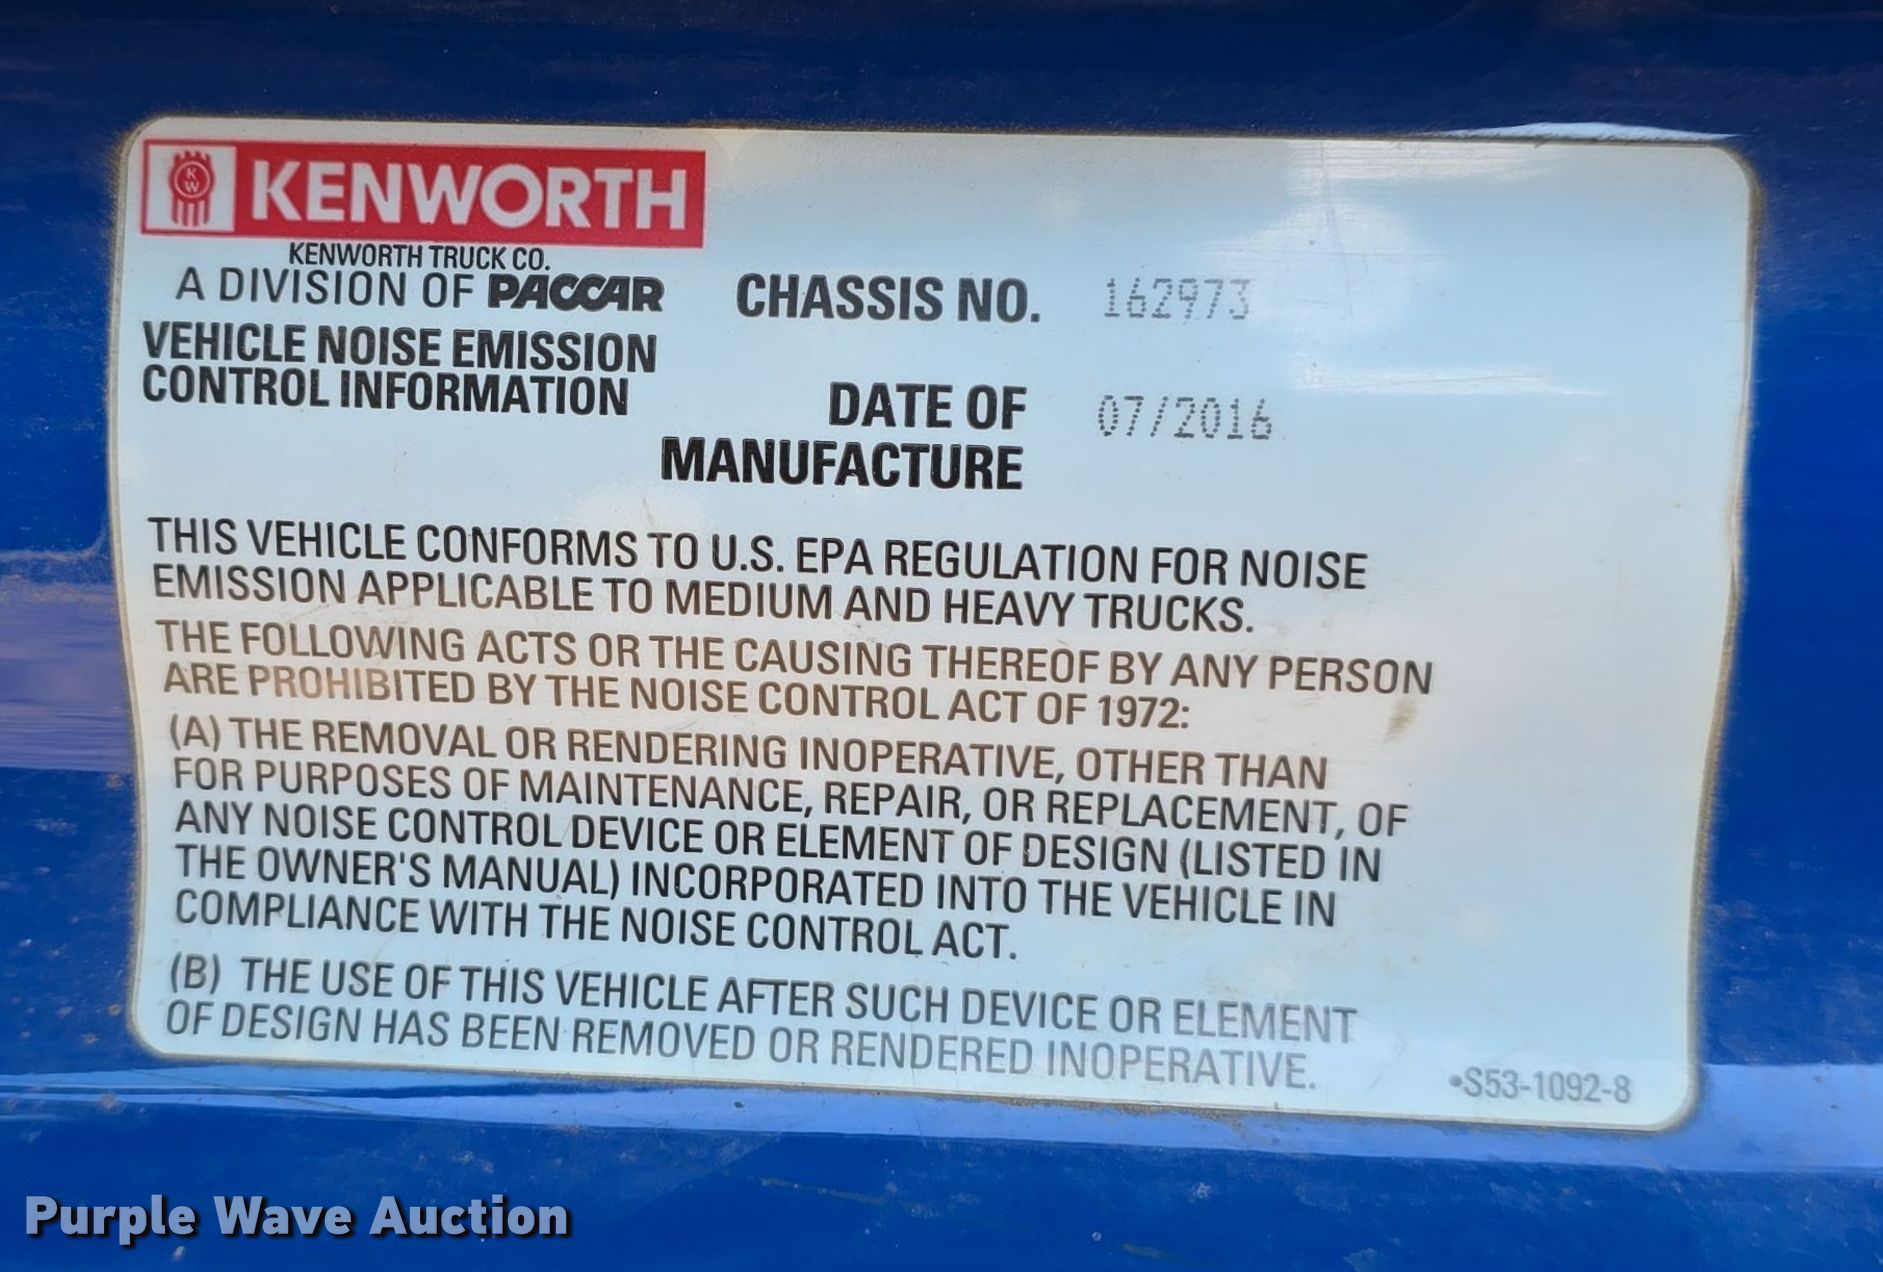 KW KENWORTH
KENWORTH TRUCK CO.
A DIVISION OF PACCAR
VEHICLE NOISE EMISSION
CONTROL INFORMATION
CHASSIS NO. 162973
DATE OF 07/2016
MANUFACTURE
THIS VEHICLE CONFORMS TO U.S. EPA REGULATION FOR NOISE
EMISSION APPLICABLE TO MEDIUM AND HEAVY TRUCKS.
THE FOLLOWING ACTS OR THE CAUSING THEREOF BY ANY PERSON
ARE PROHIBITED BY THE NOISE CONTROL ACT OF 1972:
(A) THE REMOVAL OR RENDERING INOPERATIVE, OTHER THAN
FOR PURPOSES OF MAINTENANCE, REPAIR, OR REPLACEMENT, OF
ANY NOISE CONTROL DEVICE OR ELEMENT OF DESIGN (LISTED IN
THE OWNER'S MANUAL) INCORPORATED INTO THE VEHICLE IN
COMPLIANCE WITH THE NOISE CONTROL ACT.
(B) THE USE OF THIS VEHICLE AFTER SUCH DEVICE OR ELEMENT
OF DESIGN HAS BEEN REMOVED OR RENDERED INOPERATIVE.
•S53-1092-8
Purple Wave Auction